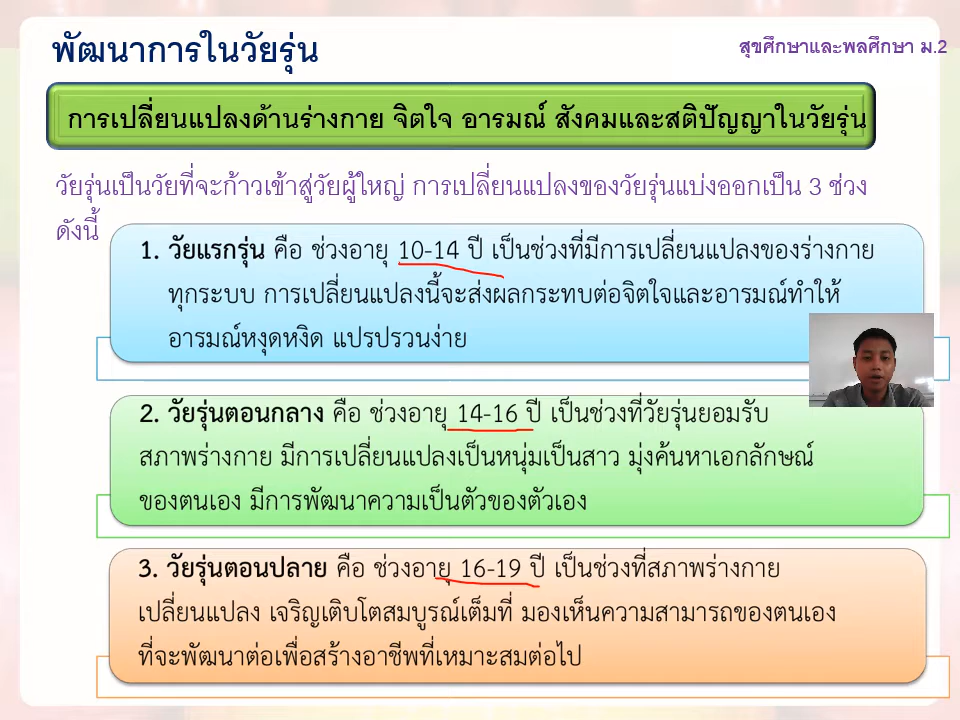 พัฒนาการในวัยรุ่น
สุขศึกษาและพลศึกษา ม.2
การเปลี่ยนแปลงด้านร่างกาย จิตใจ อารมณ์ สังคมและสติปัญญาในวัยรุ่น
วัยรุ่นเป็นวัยที่จะก้าวเข้าสู่วัยผู้ใหญ่ การเปลี่ยนแปลงของวัยรุ่นแบ่งออกเป็น 3 ช่วง
ดังนี้
1. วัยแรกรุ่น คือ ช่วงอายุ 10-14 ปี เป็นช่วงที่มีการเปลี่ยนแปลงของร่างกาย
ทุกระบบ การเปลี่ยนแปลงนี้จะส่งผลกระทบต่อจิตใจและอารมณ์ทำให้
อารมณ์หงุดหงิด แปรปรวนง่าย
2. วัยรุ่นตอนกลาง คือ ช่วงอายุ 14-16 ปี เป็นช่วงที่วัยรุ่นยอมรับ
สภาพร่างกาย มีการเปลี่ยนแปลงเป็นหนุ่มเป็นสาว มุ่งค้นหาเอกลักษณ์
ของตนเอง มีการพัฒนาความเป็นตัวของตัวเอง
3. วัยรุ่นตอนปลาย คือ ช่วงอายุ 16-19 ปี เป็นช่วงที่สภาพร่างกาย
เปลี่ยนแปลง เจริญเติบโตสมบูรณ์เต็มที่ มองเห็นความสามารถของตนเอง
ที่จะพัฒนาต่อเพื่อสร้างอาชีพที่เหมาะสมต่อไป